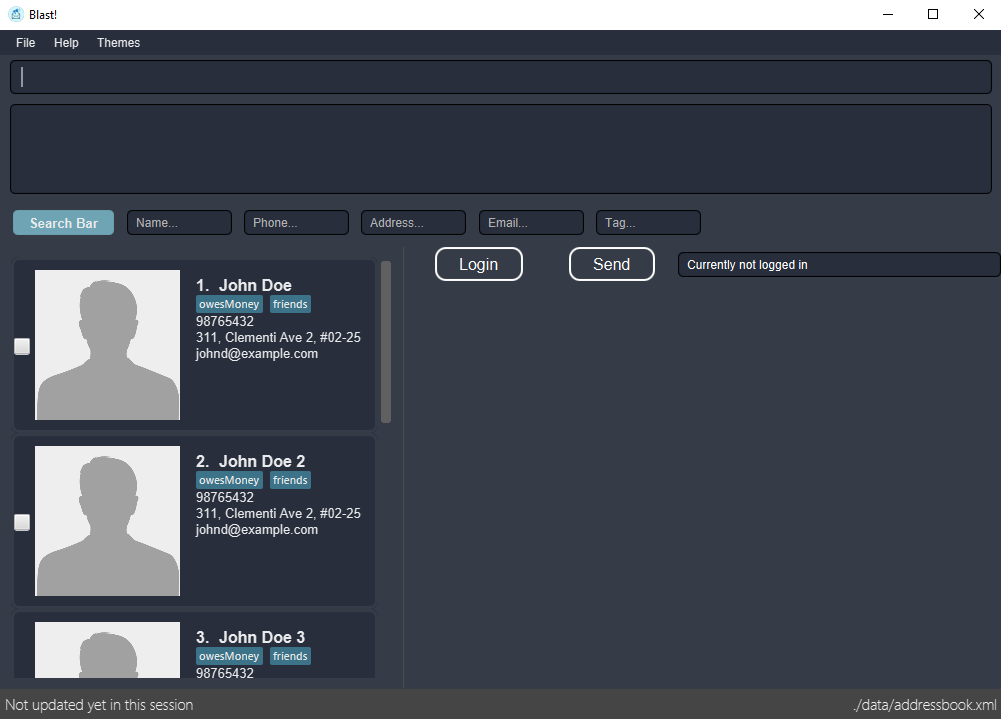 Blast!
File Help Themes
Search Bar Name... Phone... Address... Email... Tag...
Login Send Currently not logged in
1. John Doe
owesMoney friends
98765432
311, Clementi Ave 2, #02-25
johnd@example.com
2. John Doe 2
owesMoney friends
98765432
311, Clementi Ave 2, #02-25
johnd@example.com
3. John Doe 3
owesMoney friends
98765432
Not updated yet in this session ./data/addressbook.xml